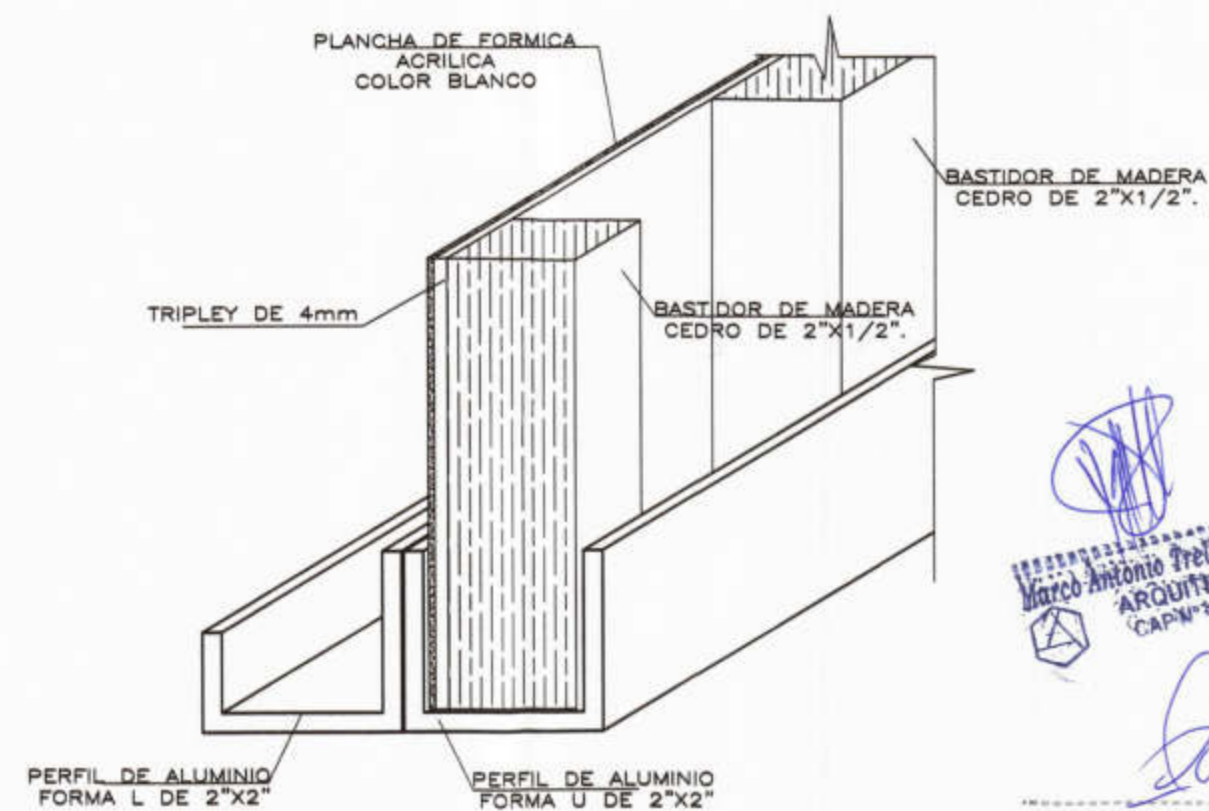 PLANCHA DE FORMICA
ACRILICA
COLOR BLANCO
BASTIDOR DE MADERA
CEDRO DE 2"X1/2".
TRIPLEY DE 4mm
BASTIDOR DE MADERA
CEDRO DE 2"X1/2".
PERFIL DE ALUMINIO
FORMA L DE 2"X2"
PERFIL DE ALUMINIO
FORMA U DE 2"X2"
Marco Antonio
CAP N°